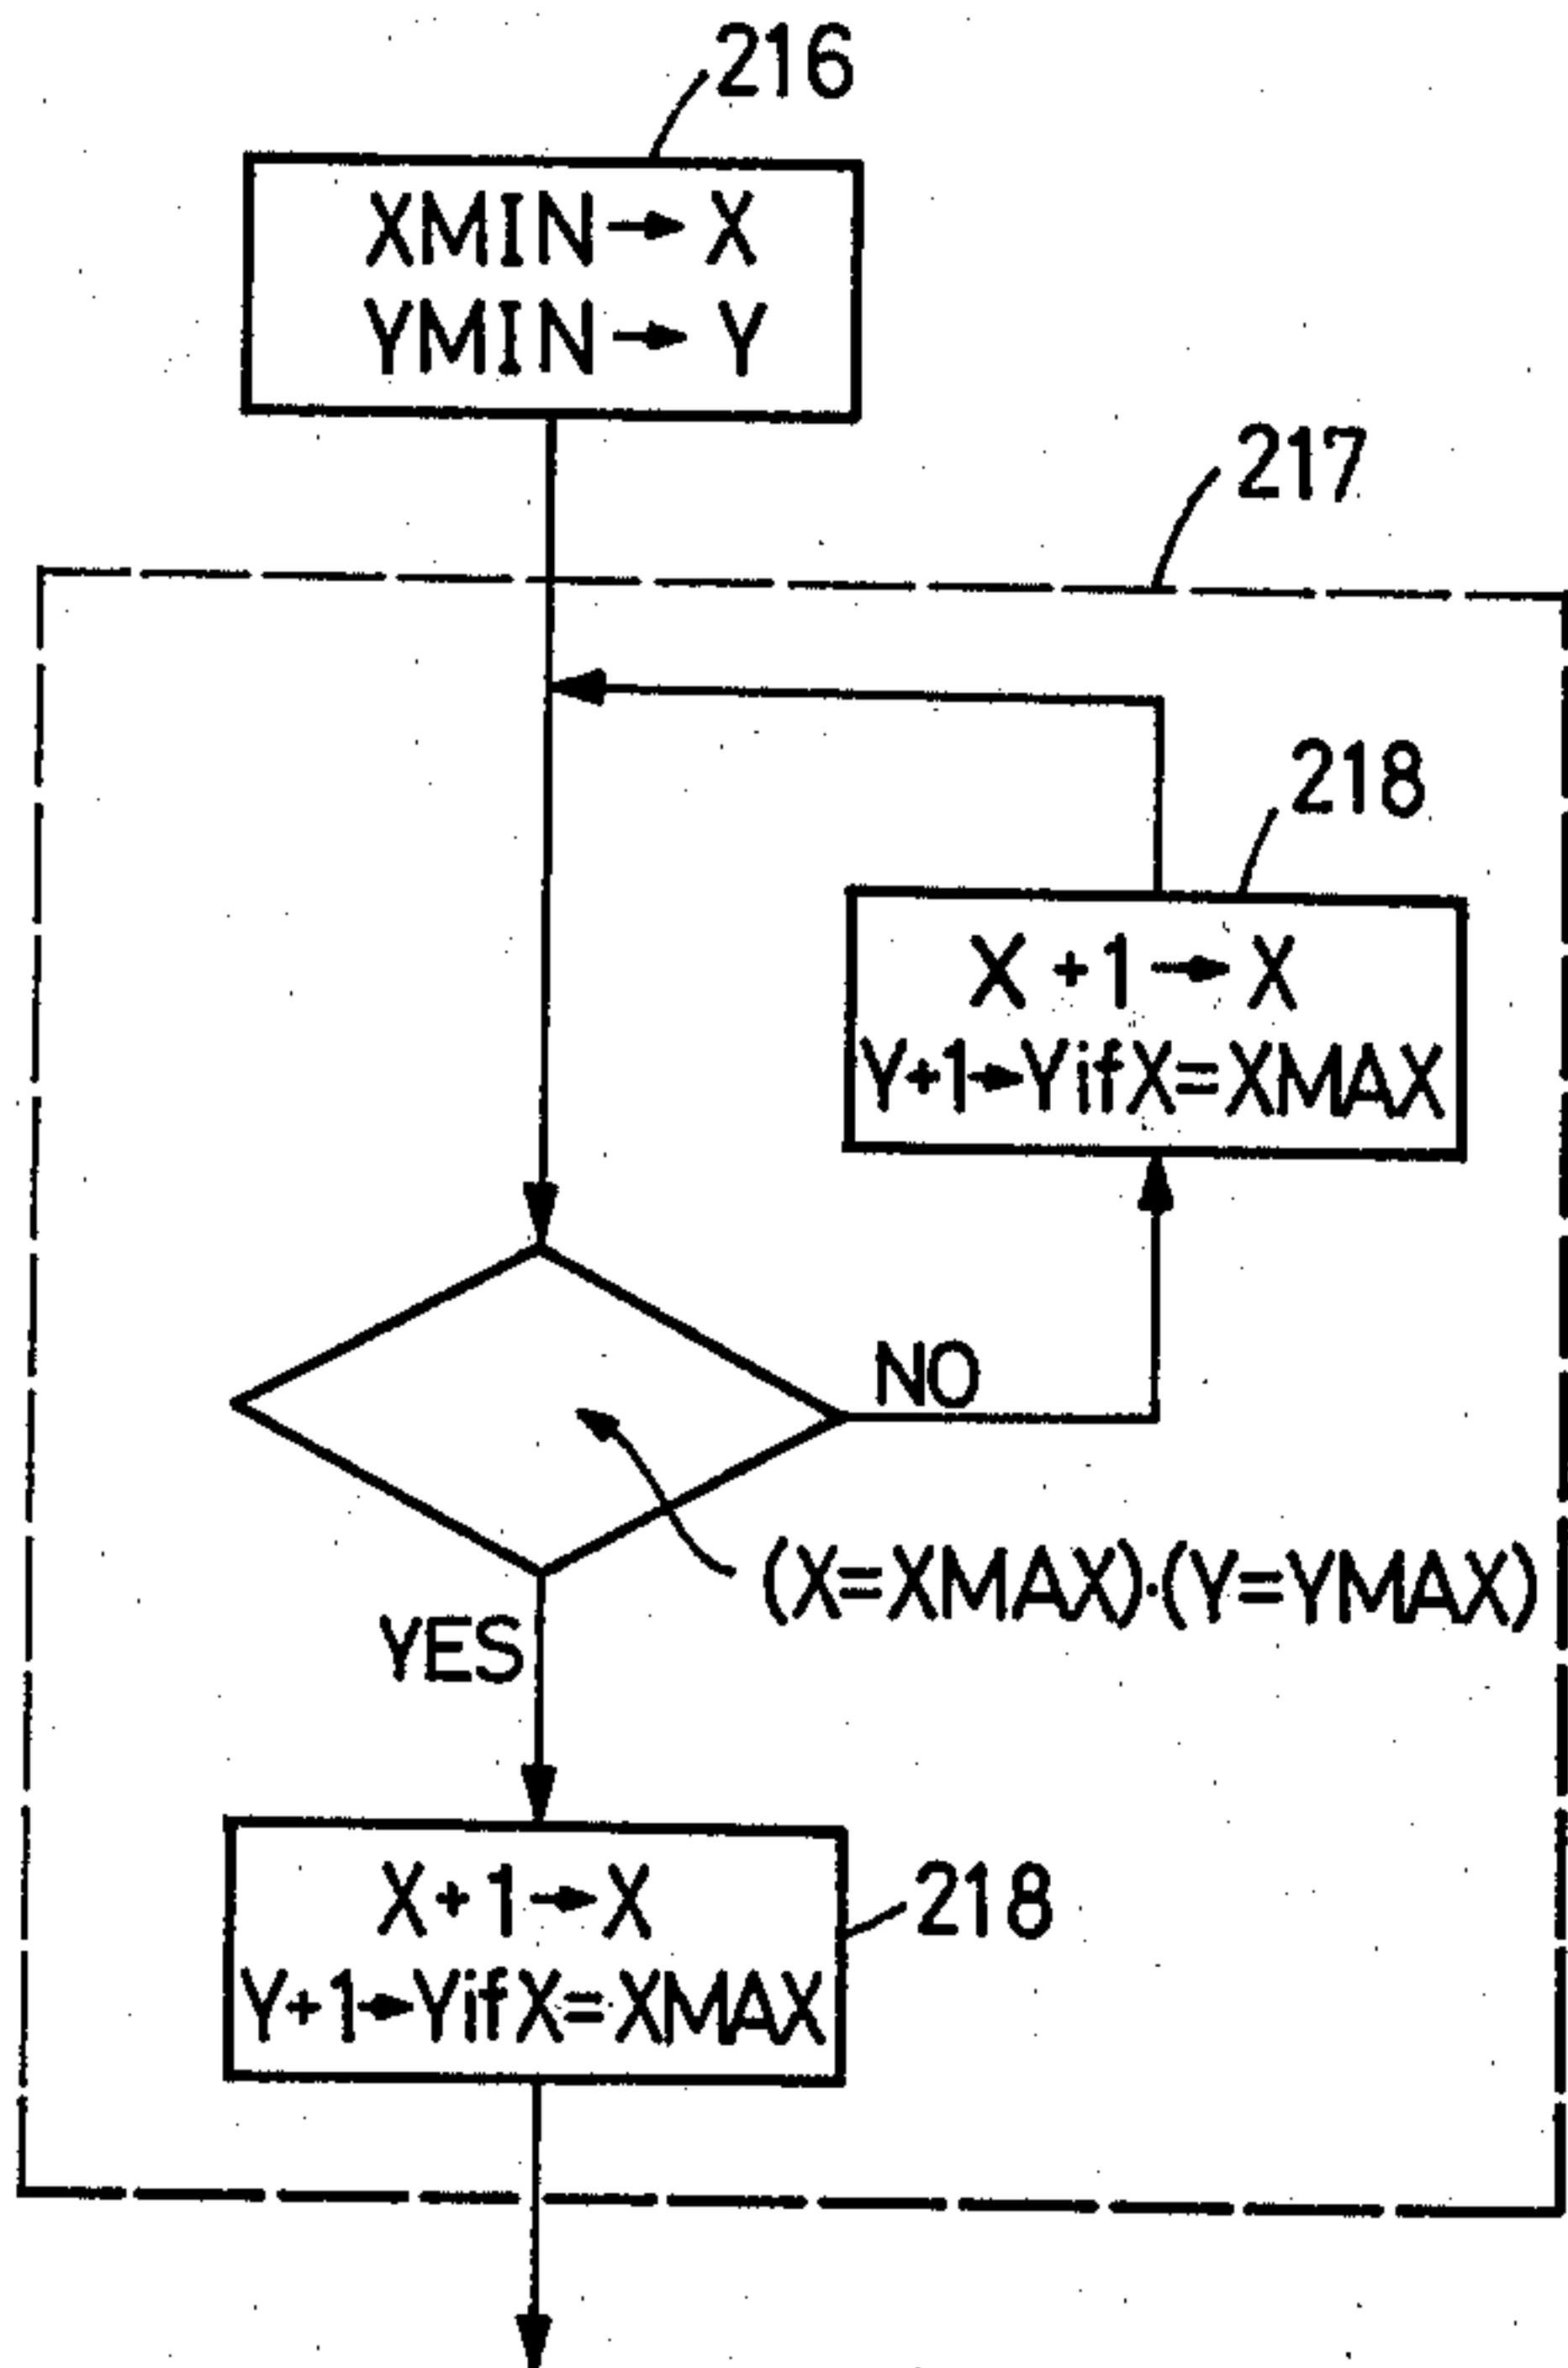 216
XMIN→X
YMIN→Y
217
218
X+1→X
Y+1→YifX=XMAX
NO
(X=XMAX)·(Y=YMAX)
YES
X+1→X
218
Y+1→YifX=XMAX